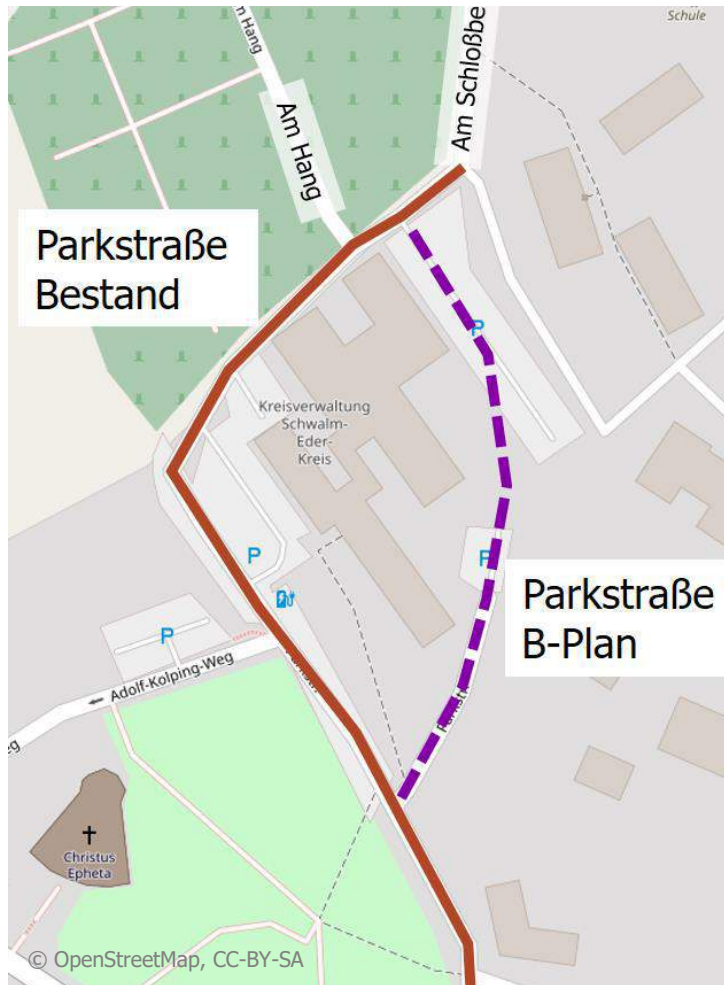 Schule
Am Hang
Am Hang
Am Schloßbe
Parkstraße
Bestand
P
Kreisverwaltung
Schwalm-
Eder-
Kreis
P
P
Parkstraße
B-Plan
P
Adolf-Kolping-Weg
Parkstr
Christus
Epheta
© OpenStreetMap, CC-BY-SA